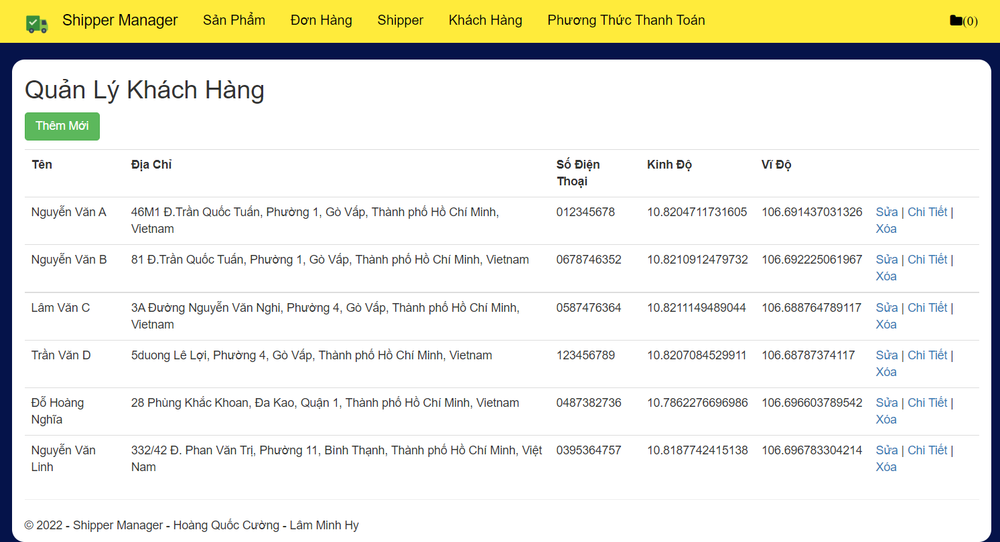 Shipper Manager Sản Phẩm Đơn Hàng Shipper Khách Hàng Phương Thức Thanh Toán (0)
Quản Lý Khách Hàng
Thêm Mới
Tên Địa Chỉ Số Điện Kinh Độ Vĩ Độ
Thoại
Nguyễn Văn A 46M1 Đ.Trần Quốc Tuấn, Phường 1, Gò Vấp, Thành phố Hồ Chí Minh, 012345678 10.8204711731605 106.691437031326 Sửa | Chi Tiết |
Vietnam Xóa
Nguyễn Văn B 81 Đ.Trần Quốc Tuấn, Phường 1, Gò Vấp, Thành phố Hồ Chí Minh, Vietnam 0678746352 10.8210912479732 106.692225061967 Sửa | Chi Tiết |
Xóa
Lâm Văn C 3A Đường Nguyễn Văn Nghi, Phường 4, Gò Vấp, Thành phố Hồ Chí Minh, 0587476364 10.8211149489044 106.688764789117 Sửa | Chi Tiết |
Vietnam Xóa
Trần Văn D 5duong Lê Lợi, Phường 4, Gò Vấp, Thành phố Hồ Chí Minh, Vietnam 123456789 10.8207084529911 106.68787374117 Sửa | Chi Tiết |
Xóa
Đỗ Hoàng 28 Phùng Khắc Khoan, Đa Kao, Quận 1, Thành phố Hồ Chí Minh, Vietnam 0487382736 10.7862276696986 106.696603789542 Sửa | Chi Tiết |
Nghĩa Xóa
Nguyễn Văn 332/42 Đ. Phan Văn Trị, Phường 11, Bình Thạnh, Thành phố Hồ Chí Minh, Việt 0395364757 10.8187742415138 106.696783304214 Sửa | Chi Tiết |
Linh Nam Xóa
© 2022 - Shipper Manager - Hoàng Quốc Cường - Lâm Minh Hy